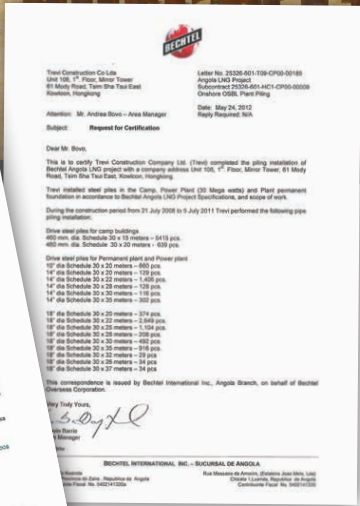 BECHTEL
Trevi Construction Co Ltda
Unit 108, 1st. Floor, Mirror Tower
61 Mody Road, Tsim Sha Tsui East
Kowloon, Hongkong
Letter No. 25326-601-T09-CP00-00185
Angola LNG Project
Subcontract 25326-601-HC1-CP00-00006
Onshore OSBL Plant Piling
Date: May 24, 2012
Attention: Mr. Andrea Bovo – Area Manager
Reply Required: N/A
Subject: Request for Certification
Dear Mr. Bovo,
This is to certify Trevi Construction Company Ltd. (Trevi) completed the piling installation of
Bechtel Angola LNG project with a company address Unit 108, 1st. Floor, Mirror Tower, 61 Mody
Road, Tsim Sha Tsui East, Kowloon, Hongkong.
Trevi installed steel piles in the Camp, Power Plant (30 Mega watts) and Plant permanent
foundation in accordance to Bechtel Angola LNG Project Specifications, and scope of work.
During the construction period from 21 July 2008 to 5 July 2011 Trevi performed the following pipe
piling installation:
Drive steel piles for camp buildings
460 mm. dia. Schedule 30 x 15 meters – 5415 pcs.
460 mm. dia. Schedule 30 x 20 meters – 639 pcs.
Drive steel piles for Permanent plant and Power plant
10" dia Schedule 30 x 20 meters – 660 pcs
14" dia Schedule 30 x 20 meters – 129 pcs
14" dia Schedule 30 x 22 meters – 1,406 pcs
14" dia Schedule 30 x 28 meters – 128 pcs
14" dia Schedule 30 x 30 meters – 116 pcs
14" dia Schedule 30 x 35 meters – 302 pcs
18" dia Schedule 30 x 20 meters – 374 pcs
18" dia Schedule 30 x 22 meters – 2,649 pcs
18" dia Schedule 30 x 25 meters – 1,104 pcs
18" dia Schedule 30 x 28 meters – 208 pcs
18" dia Schedule 30 x 30 meters – 492 pcs
18" dia Schedule 30 x 35 meters – 916 pcs
18" dia Schedule 30 x 32 meters – 29 pcs
18" dia Schedule 30 x 36 meters – 34 pcs
18" dia Schedule 30 x 37 meters – 34 pcs
This correspondence is issued by Bechtel International Inc., Angola Branch, on behalf of Bechtel
Overseas Corporation.
Very Truly Yours,
Manager
BECHTEL INTERNATIONAL INC. – SUCURSAL DE ANGOLA